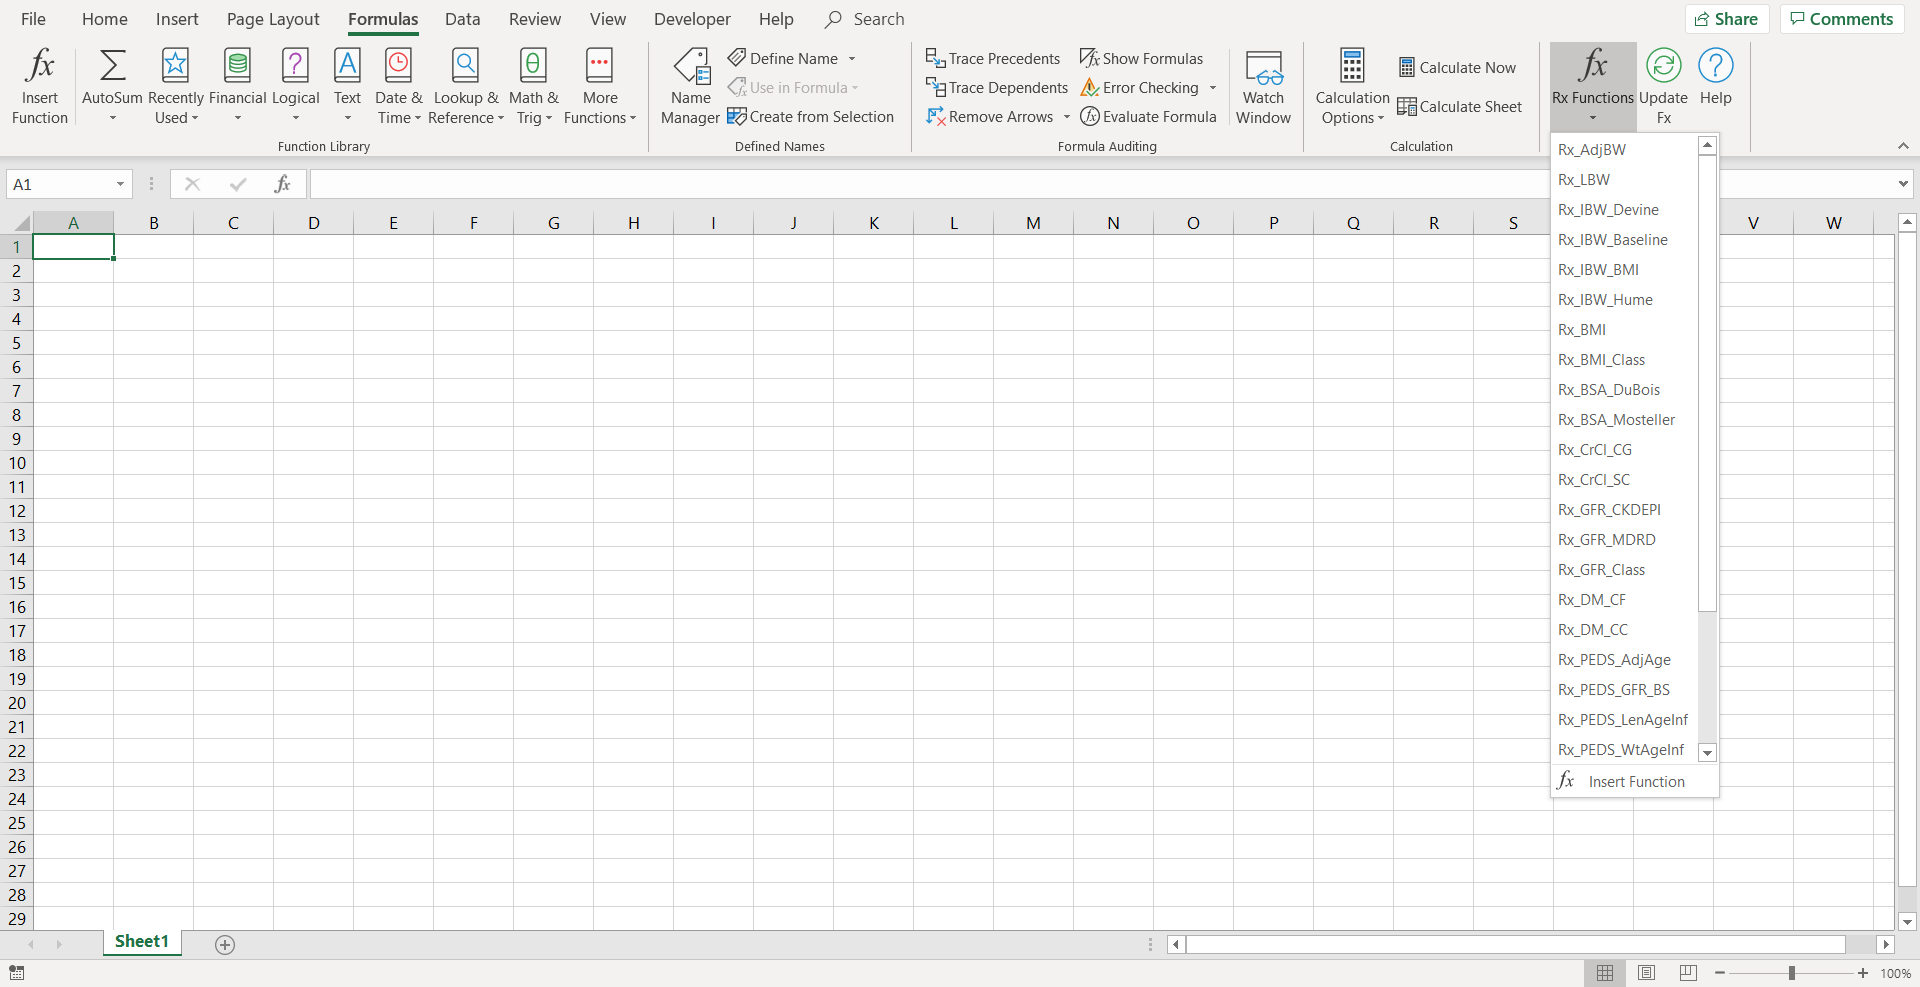 File Home Insert Page Layout Formulas Data Review View Developer Help Search Share Comments
Insert Function
AutoSum
Recently Used
Financial
Logical
Text
Date & Time
Lookup & Reference
Math & Trig
More Functions
Function Library
Name Manager
Define Name
Use in Formula
Create from Selection
Defined Names
Trace Precedents
Trace Dependents
Remove Arrows
Show Formulas
Error Checking
Evaluate Formula
Formula Auditing
Watch Window
Calculation Options
Calculate Now
Calculate Sheet
Calculation
Rx Functions
Update Fx
Help
A1
fx
A B C D E F G H I J K L M N O P Q R S V W
1
2
3
4
5
6
7
8
9
10
11
12
13
14
15
16
17
18
19
20
21
22
23
24
25
26
27
28
29
Rx_AdjBW
Rx_LBW
Rx_IBW_Devine
Rx_IBW_Baseline
Rx_IBW_BMI
Rx_IBW_Hume
Rx_BMI
Rx_BMI_Class
Rx_BSA_DuBois
Rx_BSA_Mosteller
Rx_CrCl_CG
Rx_CrCl_SC
Rx_GFR_CKDEPI
Rx_GFR_MDRD
Rx_GFR_Class
Rx_DM_CF
Rx_DM_CC
Rx_PEDS_AdjAge
Rx_PEDS_GFR_BS
Rx_PEDS_LenAgeInf
Rx_PEDS_WtAgeInf
fx Insert Function
Sheet1
100%